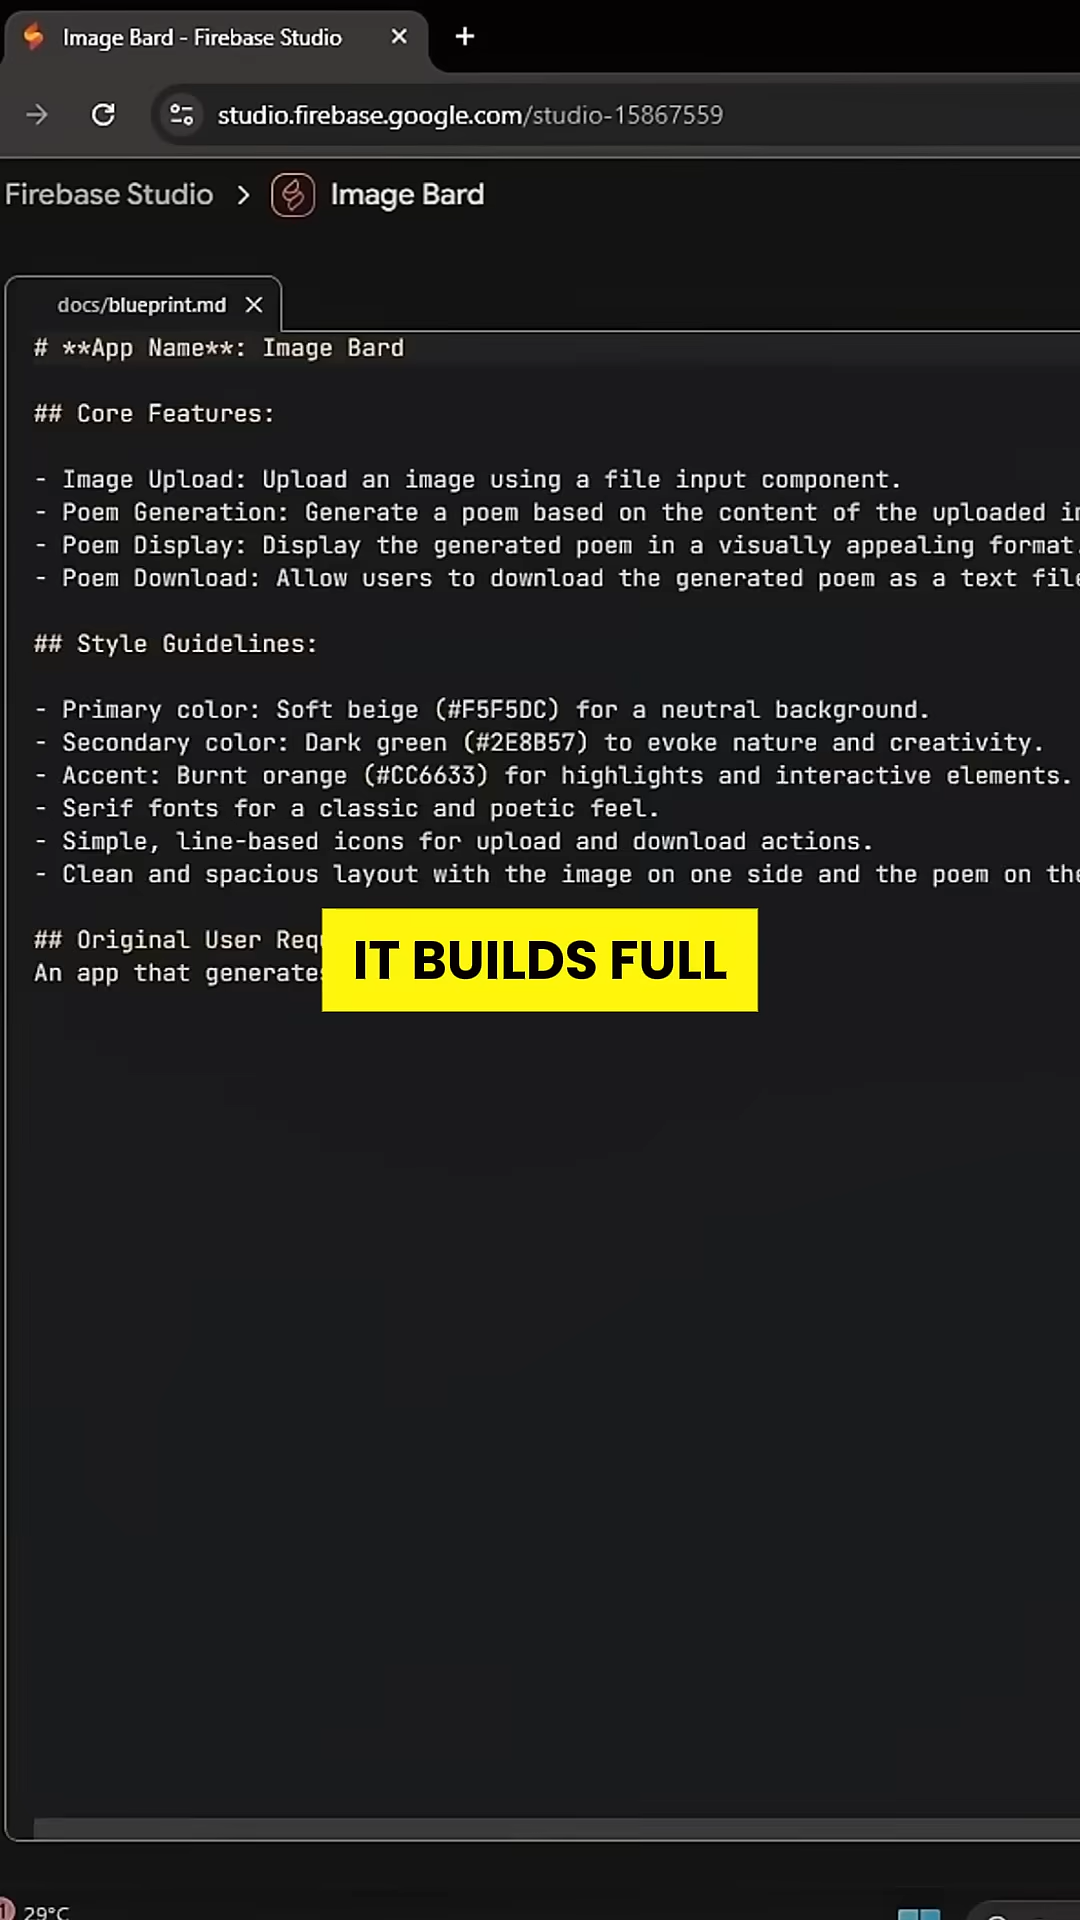 Image Bard - Firebase Studio
studio.firebase.google.com/studio-15867559
Firebase Studio > Image Bard
docs/blueprint.md
# **App Name**: Image Bard
## Core Features:
- Image Upload: Upload an image using a file input component.
- Poem Generation: Generate a poem based on the content of the uploaded
- Poem Display: Display the generated poem in a visually appealing format.
- Poem Download: Allow users to download the generated poem as a text file
## Style Guidelines:
- Primary color: Soft beige (#F5F5DC) for a neutral background.
- Secondary color: Dark green (#2E8B57) to evoke nature and creativity.
- Accent: Burnt orange (#CC6633) for highlights and interactive elements.
- Serif fonts for a classic and poetic feel.
- Simple, line-based icons for upload and download actions.
- Clean and spacious layout with the image on one side and the poem on the
## Original User Req
An app that generates
IT BUILDS FULL
29°C